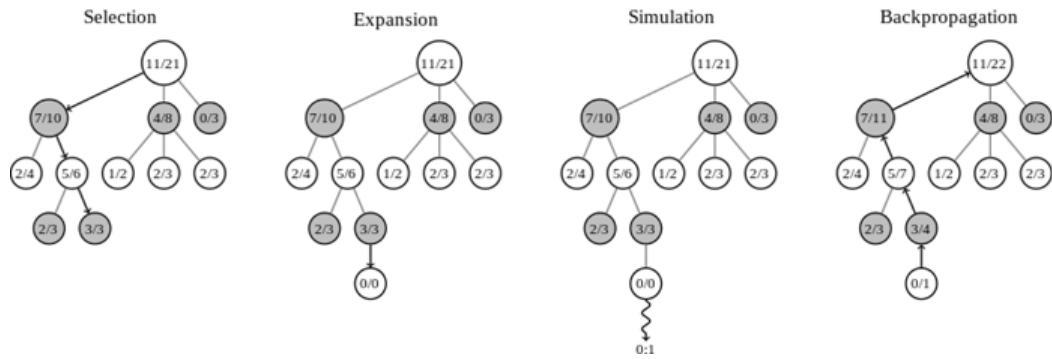 Selection Expansion Simulation Backpropagation
11/21 11/21 11/21 11/22
7/10 4/8 0/3 7/10 4/8 0/3 7/10 4/8 0/3 7/11 4/8 0/3
2/4 5/6 1/2 2/3 2/3 2/4 5/6 1/2 2/3 2/3 2/4 5/6 1/2 2/3 2/3 2/4 5/7 1/2 2/3 2/3
2/3 3/3 2/3 3/3 2/3 3/3 2/3 3/4
0/0 0/0 0/1
0:1